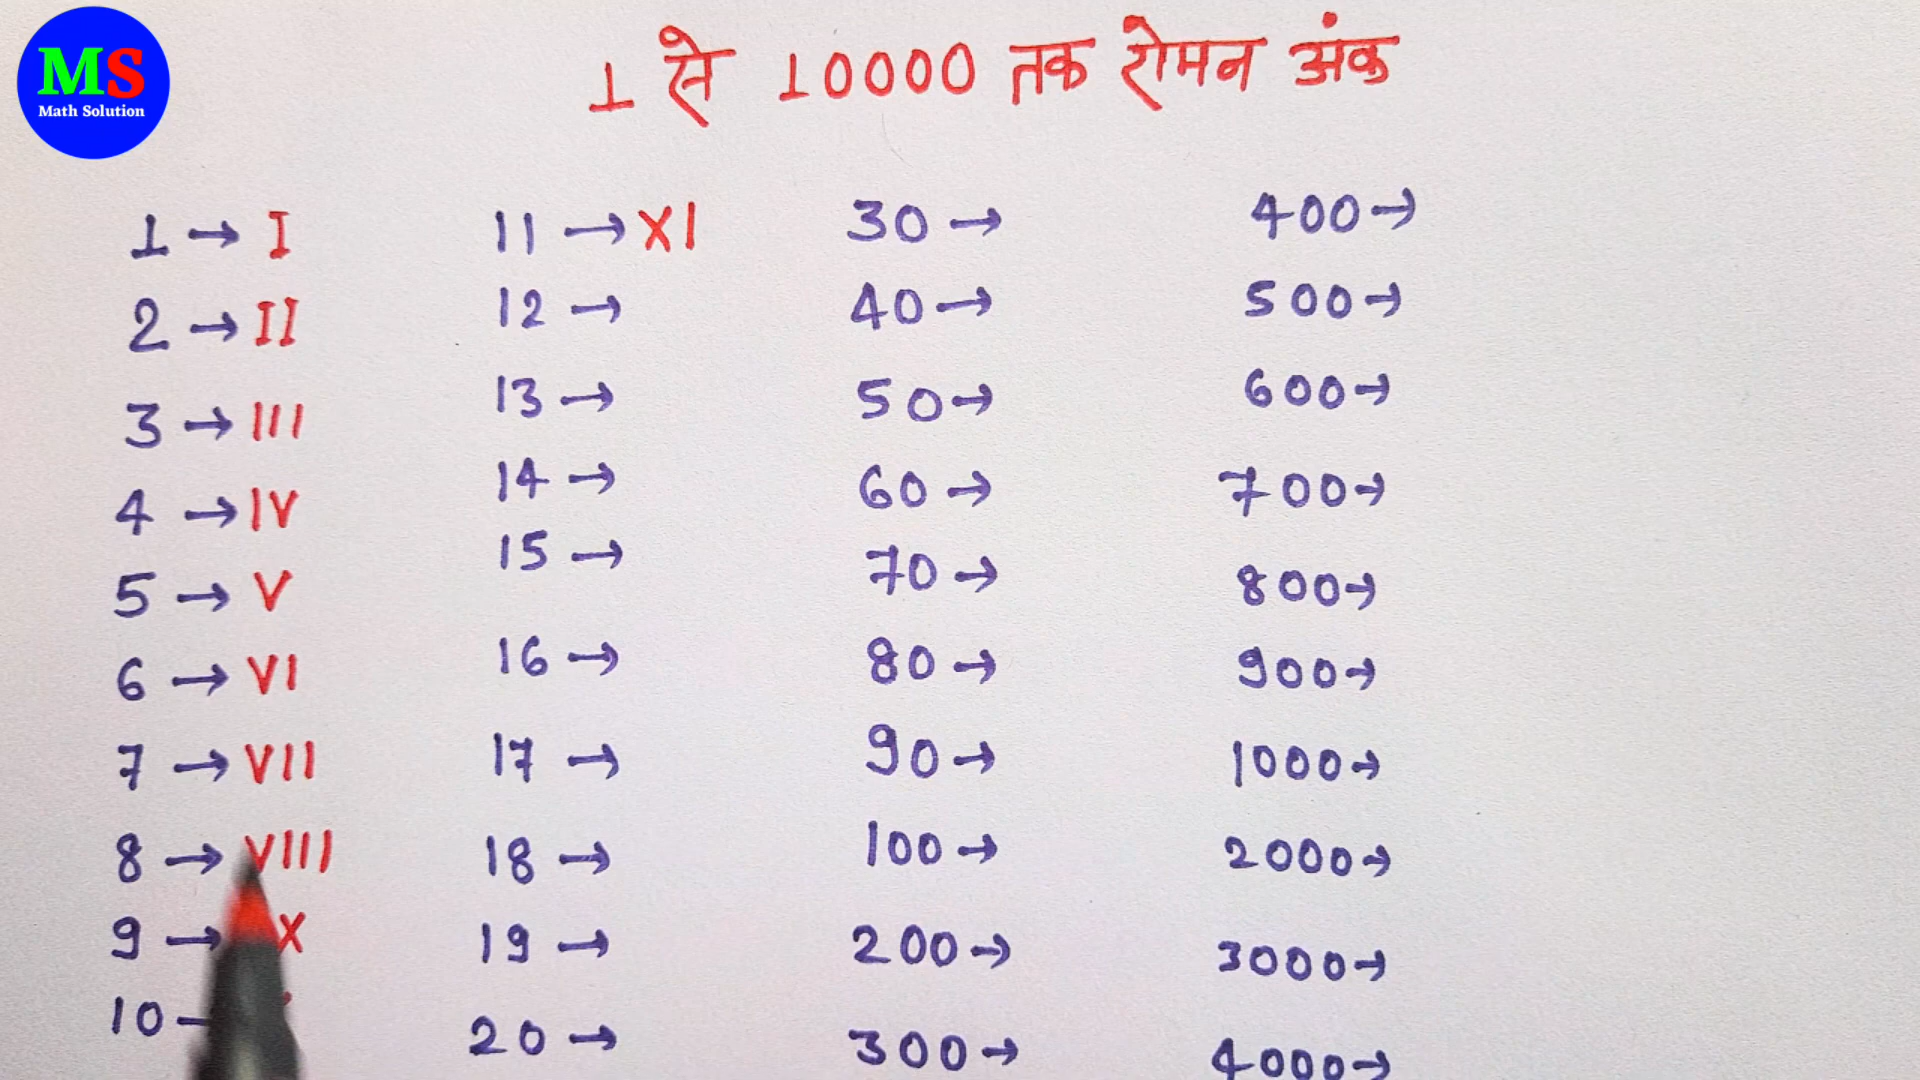 MS
Math Solution
1 से 10000 तक रोमन अंक
1 → I
2 → II
3 → III
4 → IV
5 → V
6 → VI
7 → VII
8 → VIII
9 → X
10 –
11 → XI
12 →
13 →
14 →
15 →
16 →
17 →
18 →
19 →
20 →
30 →
40 →
50 →
60 →
70 →
80 →
90 →
100 →
200 →
300 →
400 →
500 →
600 →
700 →
800 →
900 →
1000 →
2000 →
3000 →
4000 →